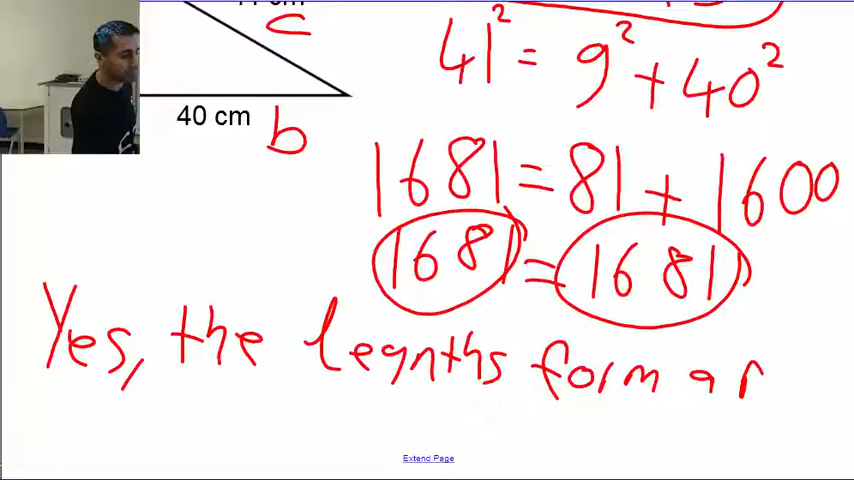 c
41² = 9² + 40²
40 cm
b
1681 = 81 + 1600
1681 = 1681
Yes, the legnths form a r
Extend Page